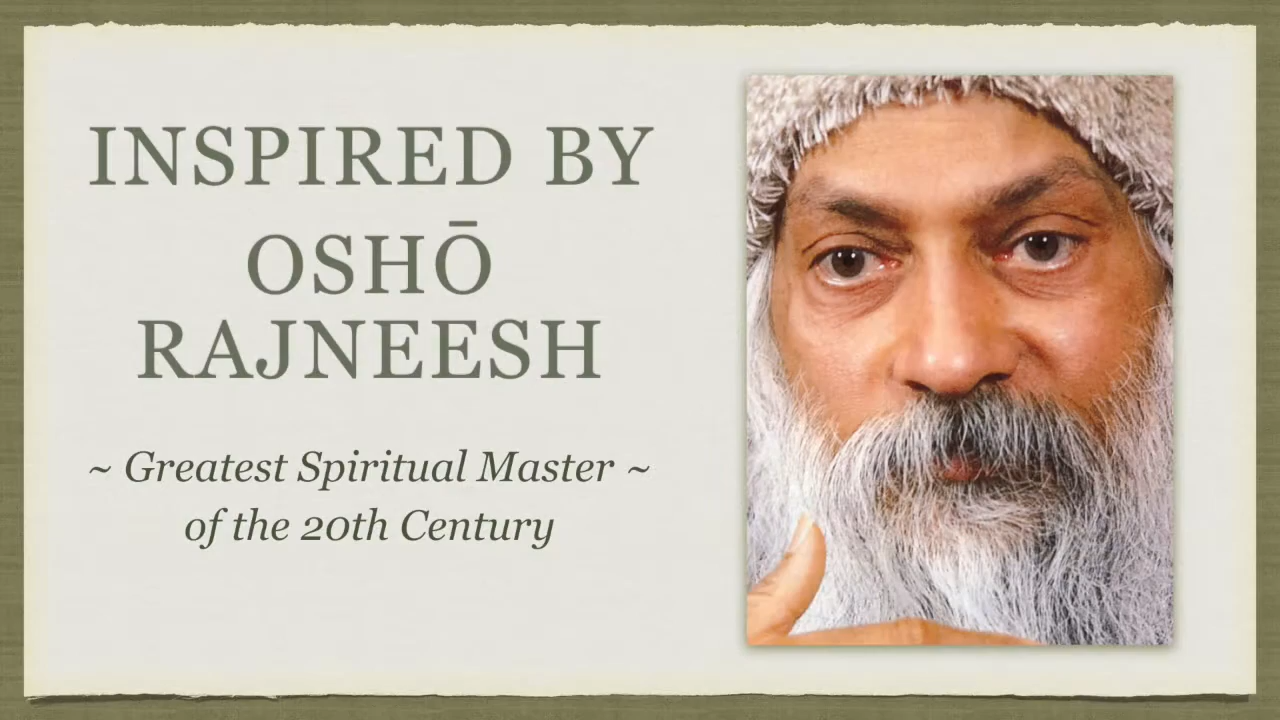 INSPIRED BY
OSHŌ
RAJNEESH
~ Greatest Spiritual Master ~
of the 20th Century